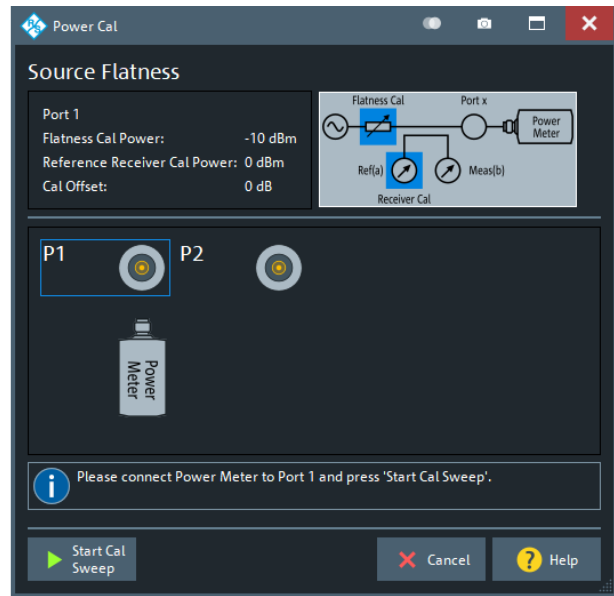 R&S
Power Cal
Source Flatness
Port 1
Flatness Cal Power: -10 dBm
Reference Receiver Cal Power: 0 dBm
Cal Offset: 0 dB
Flatness Cal
Port x
Power
Meter
Ref(a)
Meas(b)
Receiver Cal
P1
P2
Power
Meter
i
Please connect Power Meter to Port 1 and press 'Start Cal Sweep'.
Start Cal
Sweep
Cancel
? Help